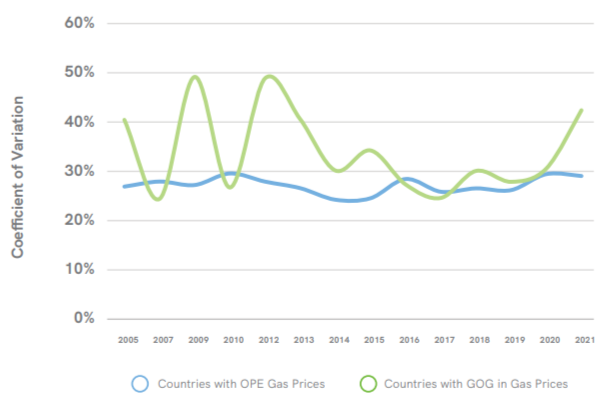 60%
50%
40%
30%
20%
10%
0%
Coefficient of Variation
2005 2007 2009 2010 2012 2013 2014 2015 2016 2017 2018 2019 2020 2021
Countries with OPE Gas Prices Countries with GOG in Gas Prices